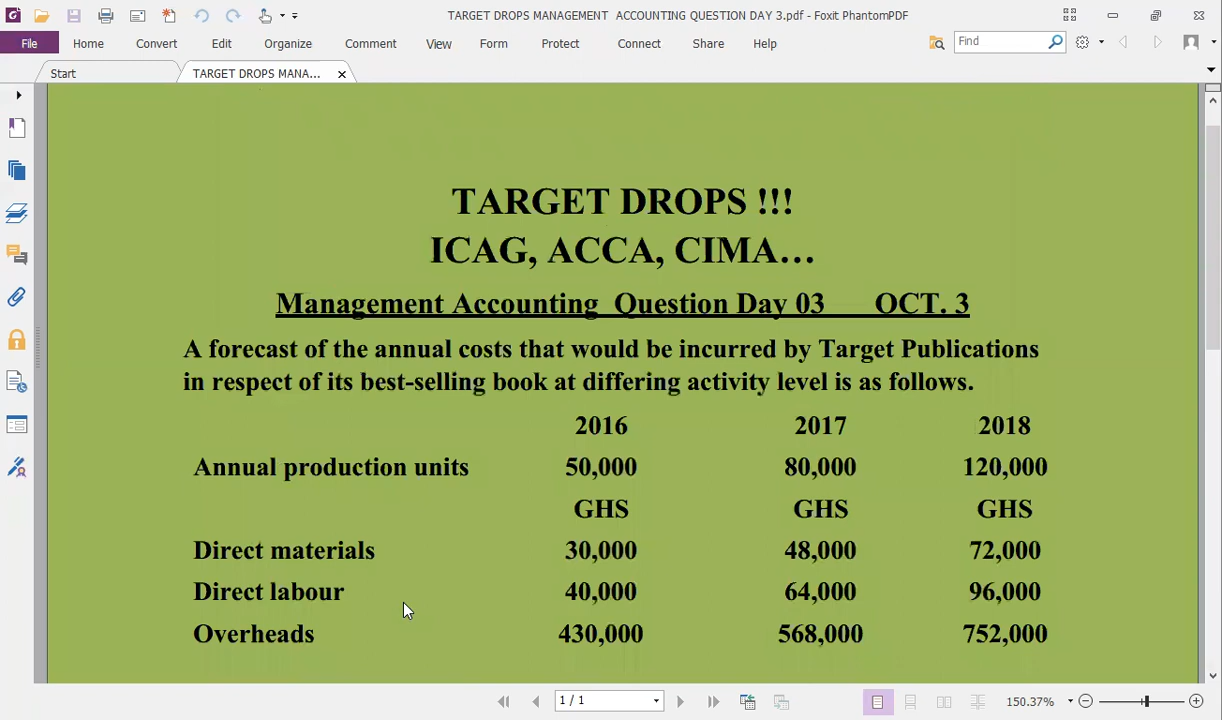 TARGET DROPS MANAGEMENT ACCOUNTING QUESTION DAY 3.pdf - Foxit PhantomPDF
File Home Convert Edit Organize Comment View Form Protect Connect Share Help Find
Start TARGET DROPS MANA...
TARGET DROPS !!!
ICAG, ACCA, CIMA...
Management Accounting Question Day 03 OCT. 3
A forecast of the annual costs that would be incurred by Target Publications
in respect of its best-selling book at differing activity level is as follows.
2016 2017 2018
Annual production units 50,000 80,000 120,000
GHS GHS GHS
Direct materials 30,000 48,000 72,000
Direct labour 40,000 64,000 96,000
Overheads 430,000 568,000 752,000
1 / 1 150.37%